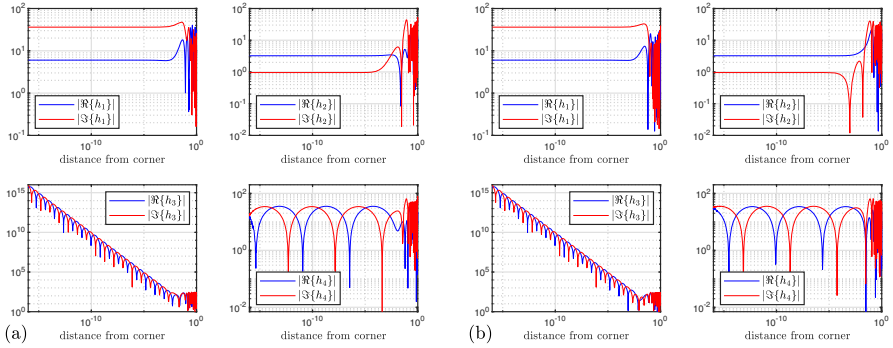 10^2
10^1
10^0
10^-1
|ℜ{h_1}|
|ℑ{h_1}|
10^-10
10^0
distance from corner
10^2
10^1
10^0
10^-1
10^-2
|ℜ{h_2}|
|ℑ{h_2}|
10^-10
10^0
distance from corner
10^2
10^1
10^0
10^-1
|ℜ{h_1}|
|ℑ{h_1}|
10^-10
10^0
distance from corner
10^2
10^1
10^0
10^-1
10^-2
|ℜ{h_2}|
|ℑ{h_2}|
10^-10
10^0
distance from corner
10^15
10^10
10^5
10^0
|ℜ{h_3}|
|ℑ{h_3}|
10^-10
10^0
distance from corner
10^2
10^0
10^-2
|ℜ{h_4}|
|ℑ{h_4}|
10^-10
10^0
distance from corner
10^15
10^10
10^5
10^0
|ℜ{h_3}|
|ℑ{h_3}|
10^-10
10^0
distance from corner
10^2
10^0
10^-2
|ℜ{h_4}|
|ℑ{h_4}|
10^-10
10^0
distance from corner
(a)
(b)